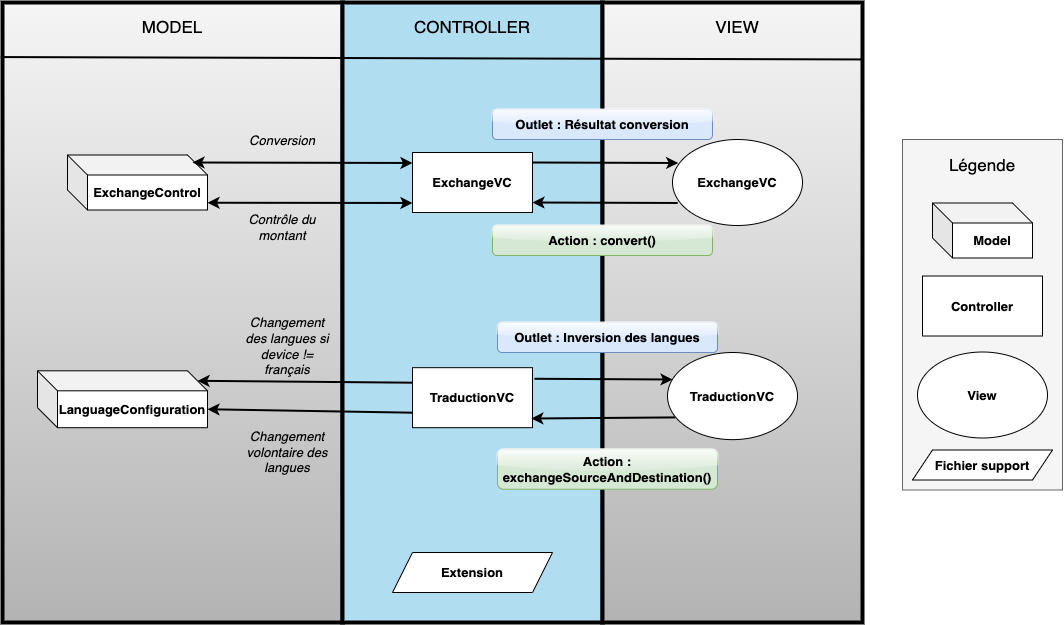 MODEL
CONTROLLER
VIEW
Outlet : Résultat conversion
Conversion
ExchangeControl
ExchangeVC
ExchangeVC
Contrôle du
montant
Action : convert()
Changement
des langues si
device !=
français
Outlet : Inversion des langues
LanguageConfiguration
TraductionVC
TraductionVC
Changement
volontaire des
langues
Action :
exchangeSourceAndDestination()
Extension
Légende
Model
Controller
View
Fichier support